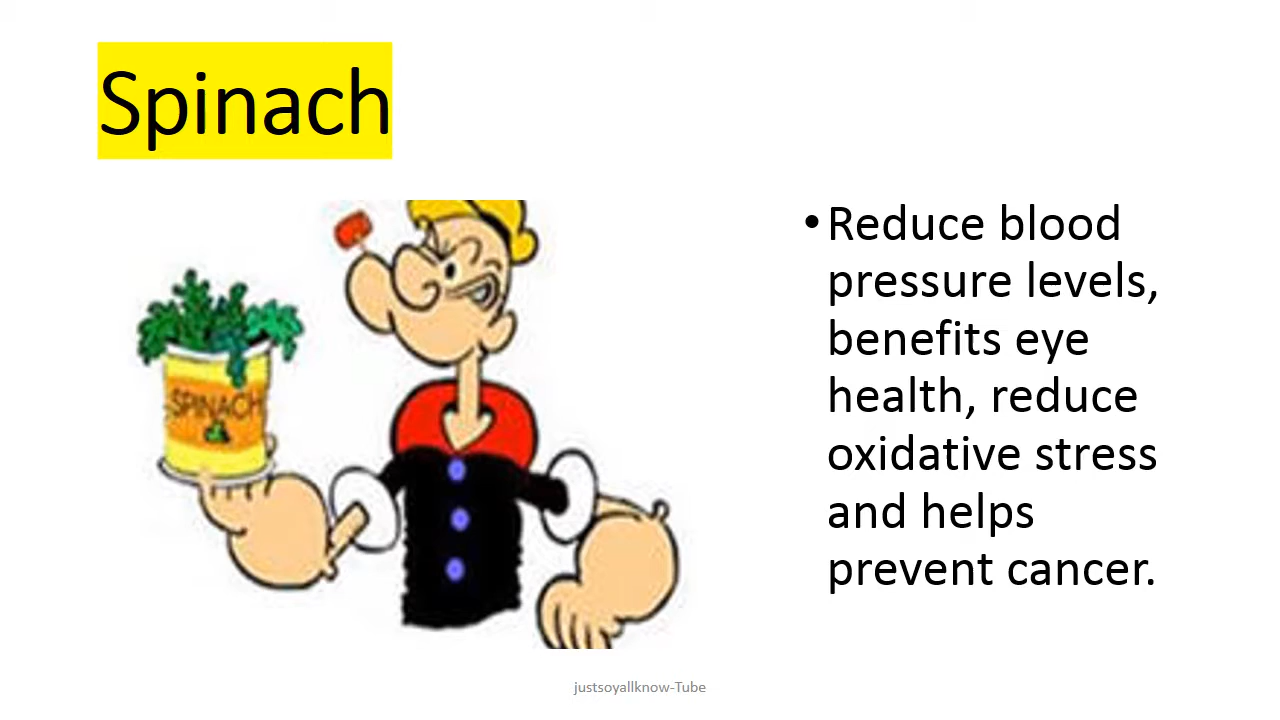 Spinach
SPINACH
•Reduce blood
pressure levels,
benefits eye
health, reduce
oxidative stress
and helps
prevent cancer.
justsoyallknow-Tube